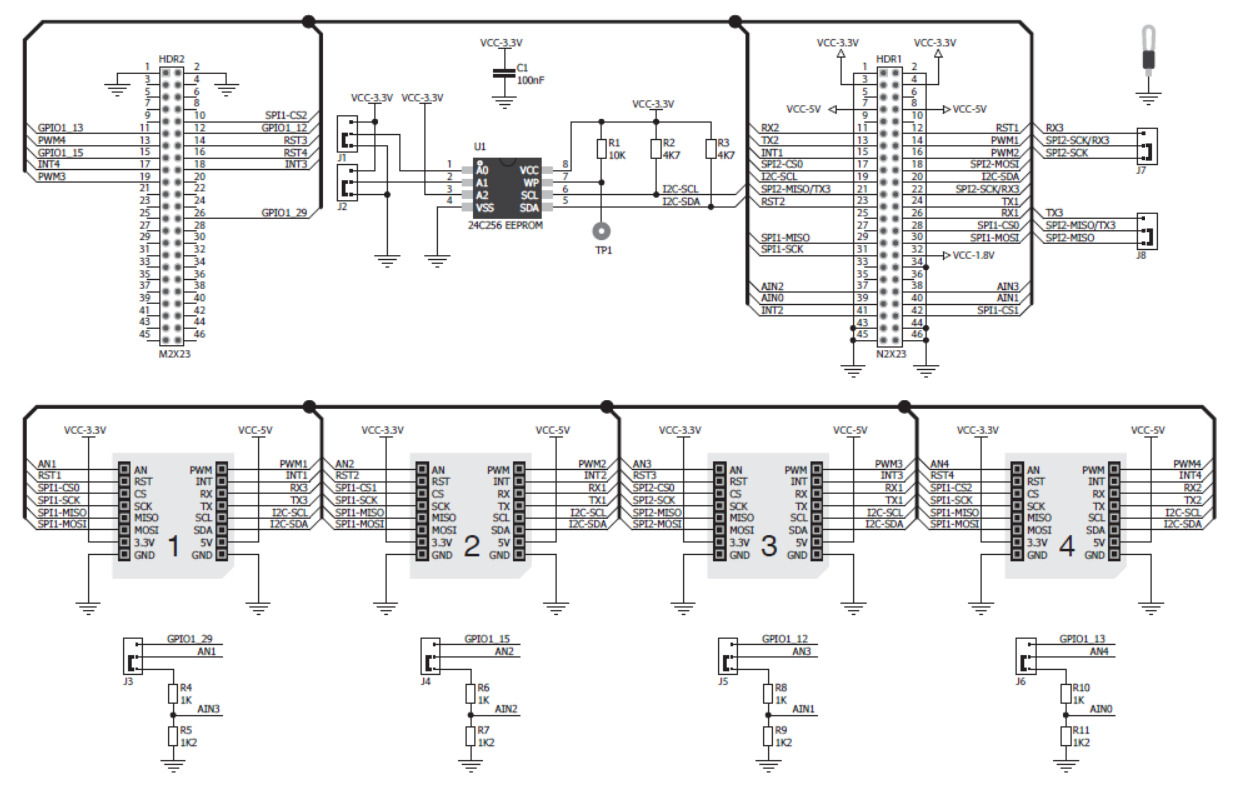 HDR2
1 2
3 4
5 6
7 8
9 10 SPI1-CS2
GPIO1_13 11 12 GPIO1_12
PWM4 13 14 RST3
GPIO1_15 15 16 RST4
INT4 17 18 INT3
PWM3 19 20
21 22
23 24
25 26 GPIO1_29
27 28
29 30
31 32
33 34
35 36
37 38
39 40
41 42
43 44
45 46
M2X23
VCC-3.3V
C1
100nF
VCC-3.3V VCC-3.3V
J1
J2
U1
1 A0 VCC 8
2 A1 WP 7
3 A2 SCL 6 I2C-SCL
4 VSS SDA 5 I2C-SDA
24C256 EEPROM
VCC-3.3V
R1 R2 R3
10K 4K7 4K7
TP1
VCC-3.3V VCC-3.3V
HDR1
1 2
3 4
5 6
VCC-5V 7 8 VCC-5V
9 10
RX2 11 12 RST1
TX2 13 14 PWM1
INT1 15 16 PWM2
SPI2-CS0 17 18 SPI2-MOSI
I2C-SCL 19 20 I2C-SDA
SPI2-MISO/TX3 21 22 SPI2-SCK/RX3
RST2 23 24 TX1
25 26 RX1
27 28 SPI1-CS0
SPI1-MISO 29 30 SPI1-MOSI
SPI1-SCK 31 32 VCC-1.8V
33 34
35 36
AIN2 37 38 AIN3
AIN0 39 40 AIN1
INT2 41 42 SPI1-CS1
43 44
45 46
N2X23
RX3
SPI2-SCK/RX3
SPI2-SCK
J7
TX3
SPI2-MISO/TX3
SPI2-MISO
J8
VCC-3.3V VCC-5V
AN1 AN PWM PWM1
RST1 RST INT INT1
SPI1-CS0 CS RX RX3
SPI1-SCK SCK TX TX3
SPI1-MISO MISO SCL I2C-SCL
SPI1-MOSI MOSI SDA I2C-SDA
3.3V 5V
GND GND
1
VCC-3.3V VCC-5V
AN2 AN PWM PWM2
RST2 RST INT INT2
SPI1-CS1 CS RX RX1
SPI1-SCK SCK TX TX1
SPI1-MISO MISO SCL I2C-SCL
SPI1-MOSI MOSI SDA I2C-SDA
3.3V 5V
GND GND
2
VCC-3.3V VCC-5V
AN3 AN PWM PWM3
RST3 RST INT INT3
SPI2-CS0 CS RX RX1
SPI2-SCK SCK TX TX1
SPI2-MISO MISO SCL I2C-SCL
SPI2-MOSI MOSI SDA I2C-SDA
3.3V 5V
GND GND
3
VCC-3.3V VCC-5V
AN4 AN PWM PWM4
RST4 RST INT INT4
SPI1-CS2 CS RX RX2
SPI1-SCK SCK TX TX2
SPI1-MISO MISO SCL I2C-SCL
SPI1-MOSI MOSI SDA I2C-SDA
3.3V 5V
GND GND
4
GPIO1_29
AN1
J3
R4
1K
AIN3
R5
1K2
GPIO1_15
AN2
J4
R6
1K
AIN2
R7
1K2
GPIO1_12
AN3
J5
R8
1K
AIN1
R9
1K2
GPIO1_13
AN4
J6
R10
1K
AIN0
R11
1K2